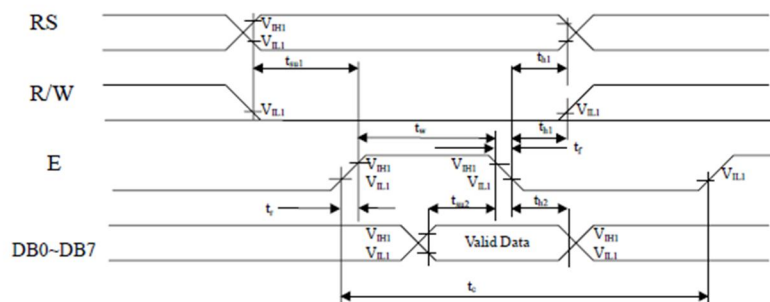 RS
VIH1
VIL1
tsu1
th1
R/W
VIL1
VIL1
tw
th1
tf
E
VIH1
VIL1
VIH1
VIL1
VIL1
tr
tsu2
th2
DB0~DB7
VIH1
VIL1
Valid Data
VIH1
VIL1
tc